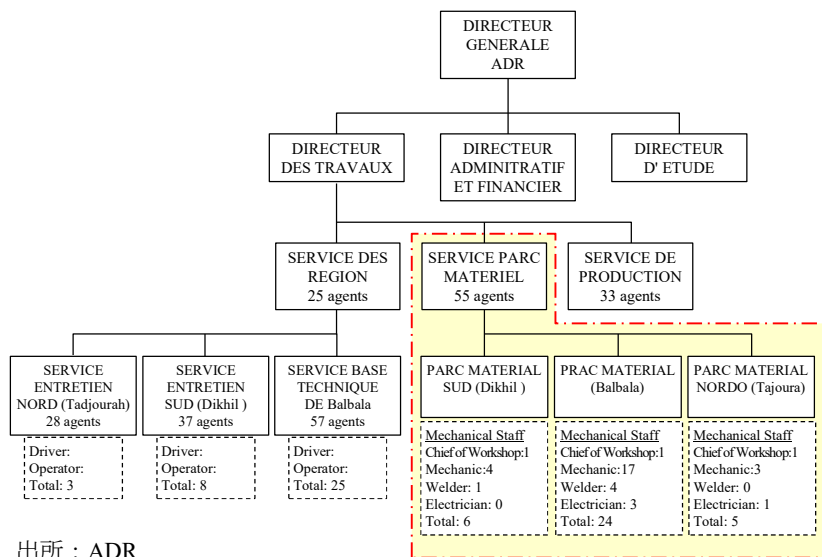 DIRECTEUR
GENERALE
ADR
DIRECTEUR
DES TRAVAUX
DIRECTEUR
ADMINITRATIF
ET FINANCIER
DIRECTEUR
D' ETUDE
SERVICE DES
REGION
25 agents
SERVICE PARC
MATERIEL
55 agents
SERVICE DE
PRODUCTION
33 agents
SERVICE
ENTRETIEN
NORD (Tadjourah)
28 agents
SERVICE
ENTRETIEN
SUD (Dikhil )
37 agents
SERVICE BASE
TECHNIQUE
DE Balbala
57 agents
PARC MATERIAL
SUD (Dikhil )
PRAC MATERIAL
(Balbala)
PARC MATERIAL
NORDO (Tajoura)
Driver:
Operator:
Total: 3
Driver:
Operator:
Total: 8
Driver:
Operator:
Total: 25
Mechanical Staff
Chief of Workshop:1
Mechanic:4
Welder: 1
Electrician: 0
Total: 6
Mechanical Staff
Chief of Workshop:1
Mechanic:17
Welder: 4
Electrician: 3
Total: 24
Mechanical Staff
Chief of Workshop:1
Mechanic:3
Welder: 0
Electrician: 1
Total: 5
出所：ADR